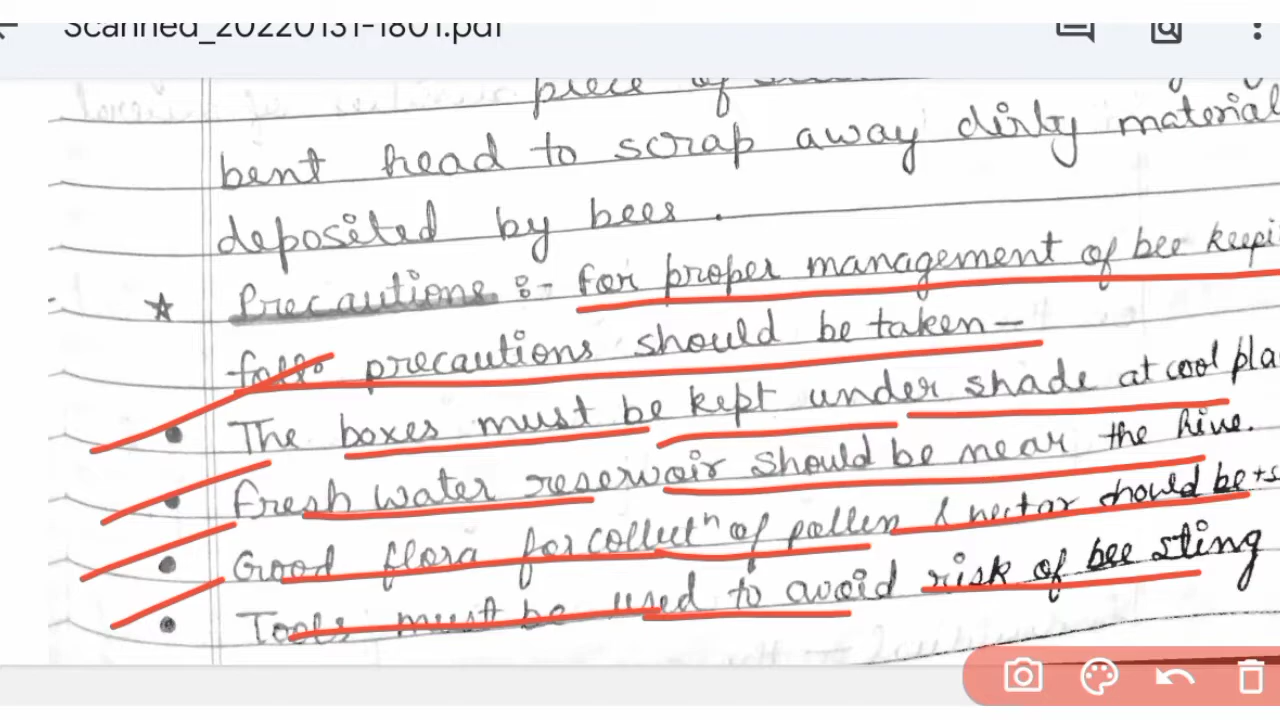 Scanned_20220131-1801.pdf
piece of
bent head to scrap away dirty material
deposited by bees .
☆ Precautions :- for proper management of bee keepi
foll° precautions should be taken -
• The boxes must be kept under shade at cool pla
• Fresh water reservoir should be near the hive.
• Good flora for collectⁿ of pollen & nectar should be
• Tools must be used to avoid risk of bee sting